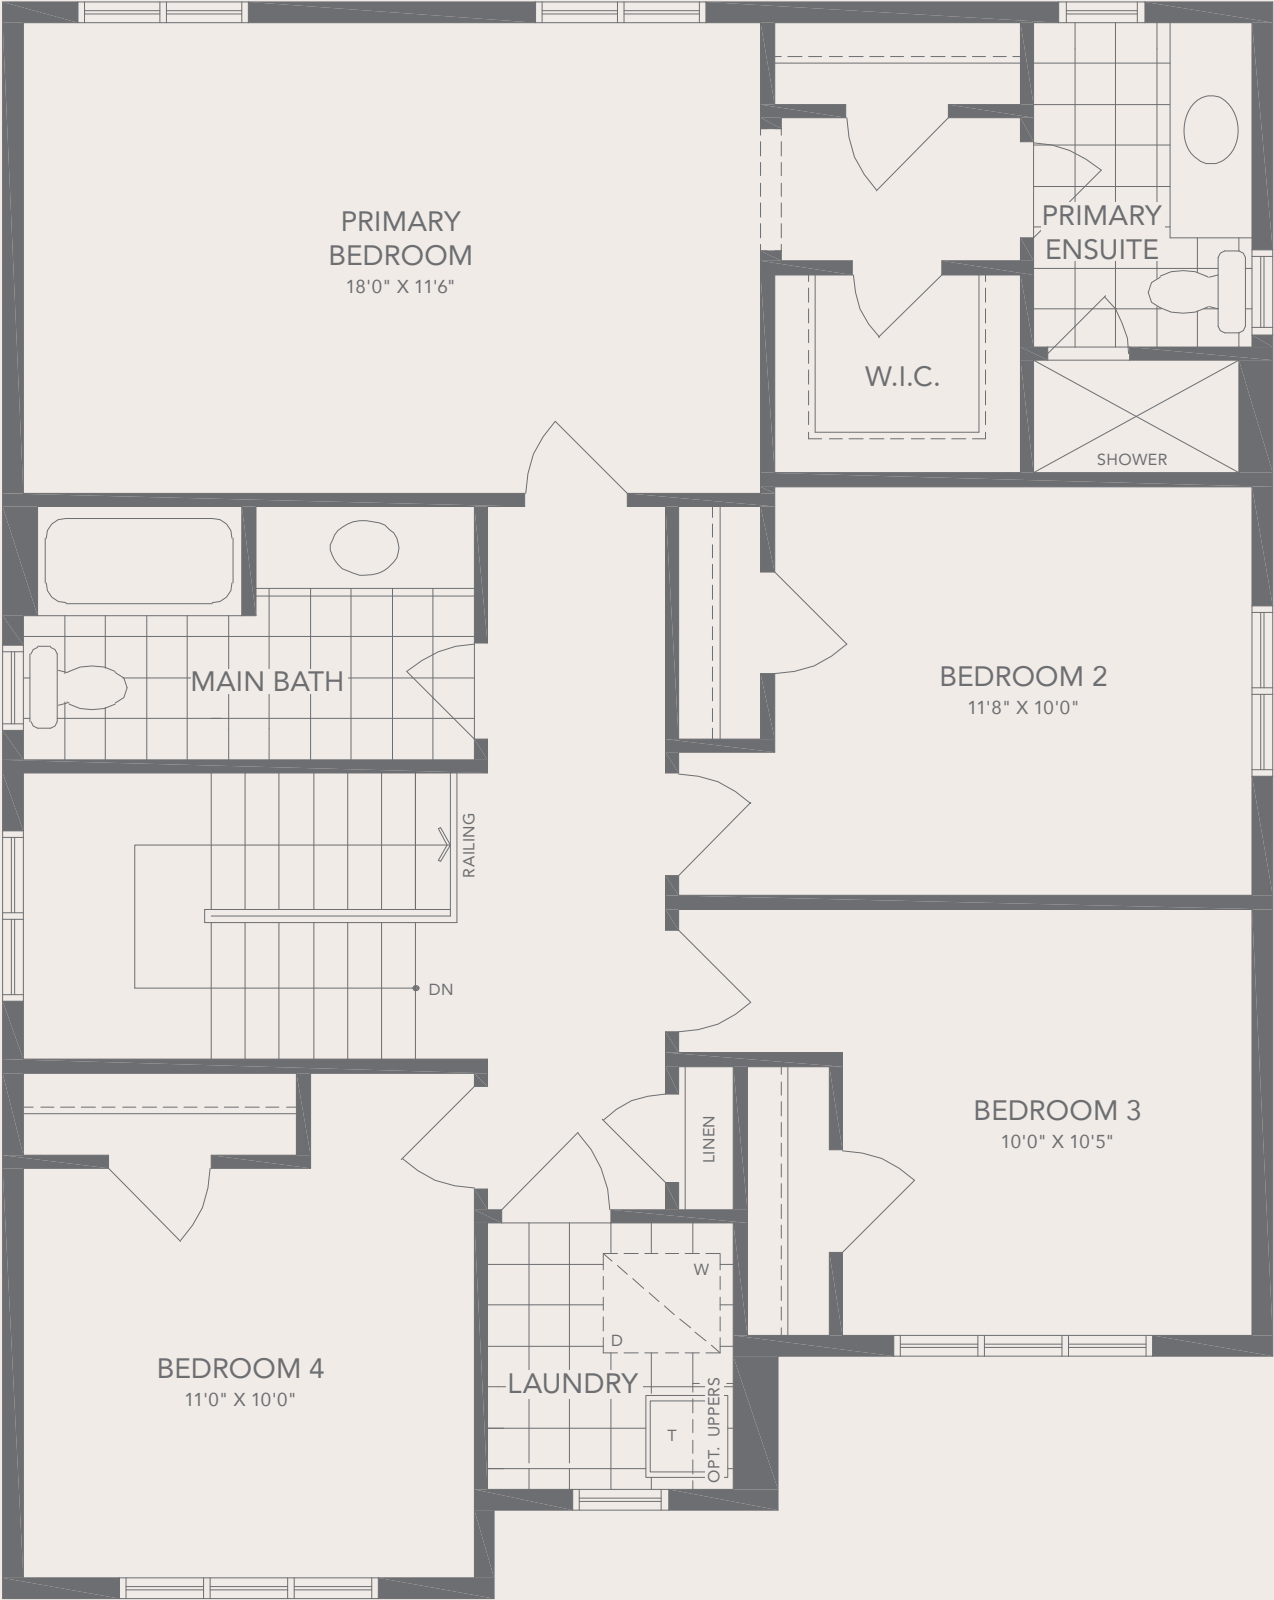 PRIMARY
BEDROOM
18'0" X 11'6"
PRIMARY
ENSUITE
W.I.C.
SHOWER
MAIN BATH
BEDROOM 2
11'8" X 10'0"
RAILING
DN
BEDROOM 3
10'0" X 10'5"
LINEN
W
D
BEDROOM 4
11'0" X 10'0"
LAUNDRY
T
OPT. UPPERS